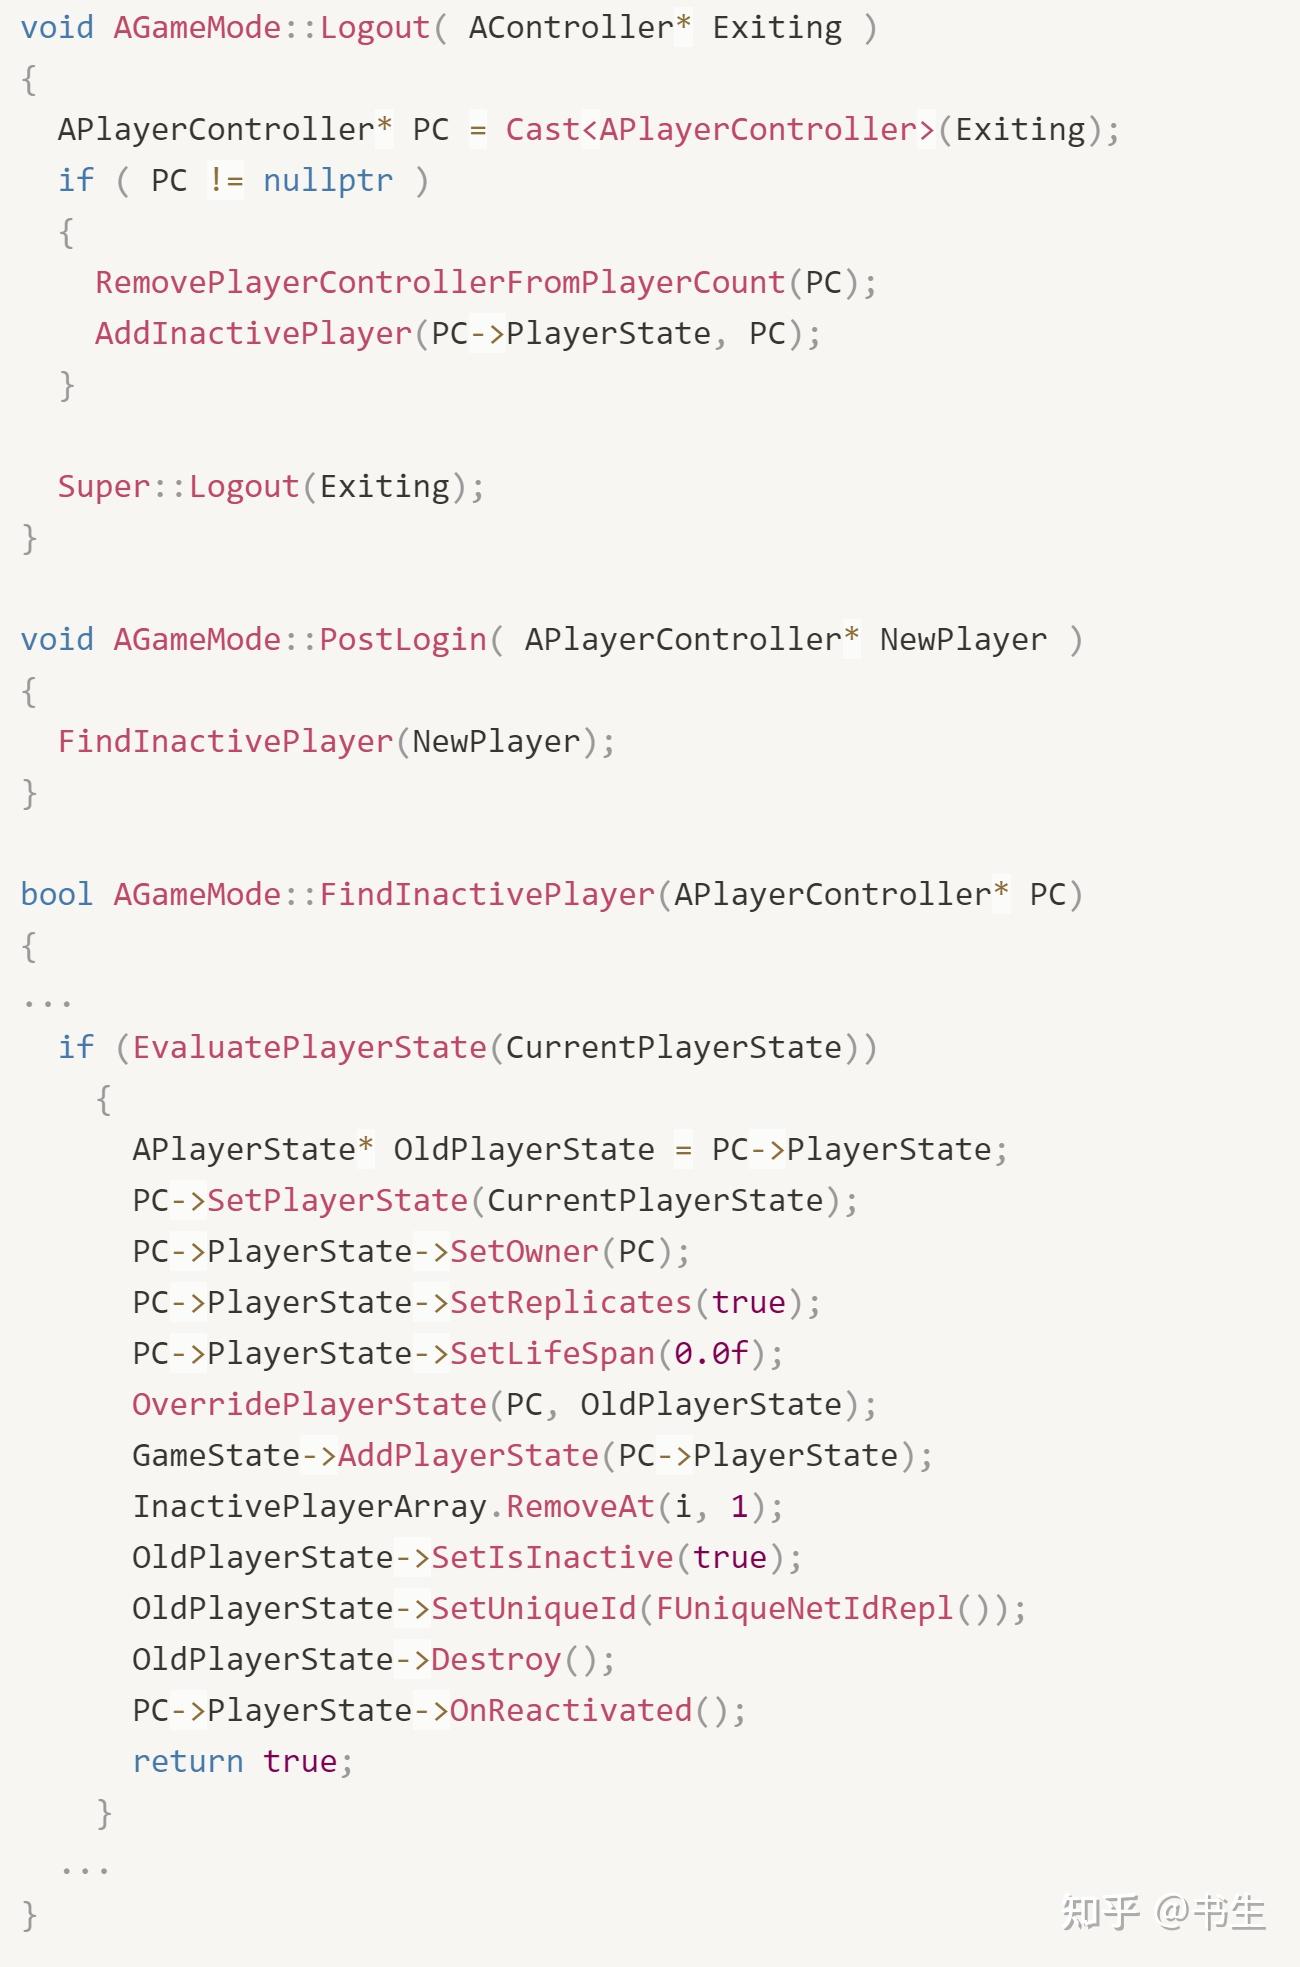 void AGameMode::Logout( AController* Exiting )
{
  APlayerController* PC = Cast<APlayerController>(Exiting);
  if ( PC != nullptr )
  {
    RemovePlayerControllerFromPlayerCount(PC);
    AddInactivePlayer(PC->PlayerState, PC);
  }

  Super::Logout(Exiting);
}

void AGameMode::PostLogin( APlayerController* NewPlayer )
{
  FindInactivePlayer(NewPlayer);
}

bool AGameMode::FindInactivePlayer(APlayerController* PC)
{
...
  if (EvaluatePlayerState(CurrentPlayerState))
    {
      APlayerState* OldPlayerState = PC->PlayerState;
      PC->SetPlayerState(CurrentPlayerState);
      PC->PlayerState->SetOwner(PC);
      PC->PlayerState->SetReplicates(true);
      PC->PlayerState->SetLifeSpan(0.0f);
      OverridePlayerState(PC, OldPlayerState);
      GameState->AddPlayerState(PC->PlayerState);
      InactivePlayerArray.RemoveAt(i, 1);
      OldPlayerState->SetIsInactive(true);
      OldPlayerState->SetUniqueId(FUniqueNetIdRepl());
      OldPlayerState->Destroy();
      PC->PlayerState->OnReactivated();
      return true;
    }
  ...
}
知乎 @书生